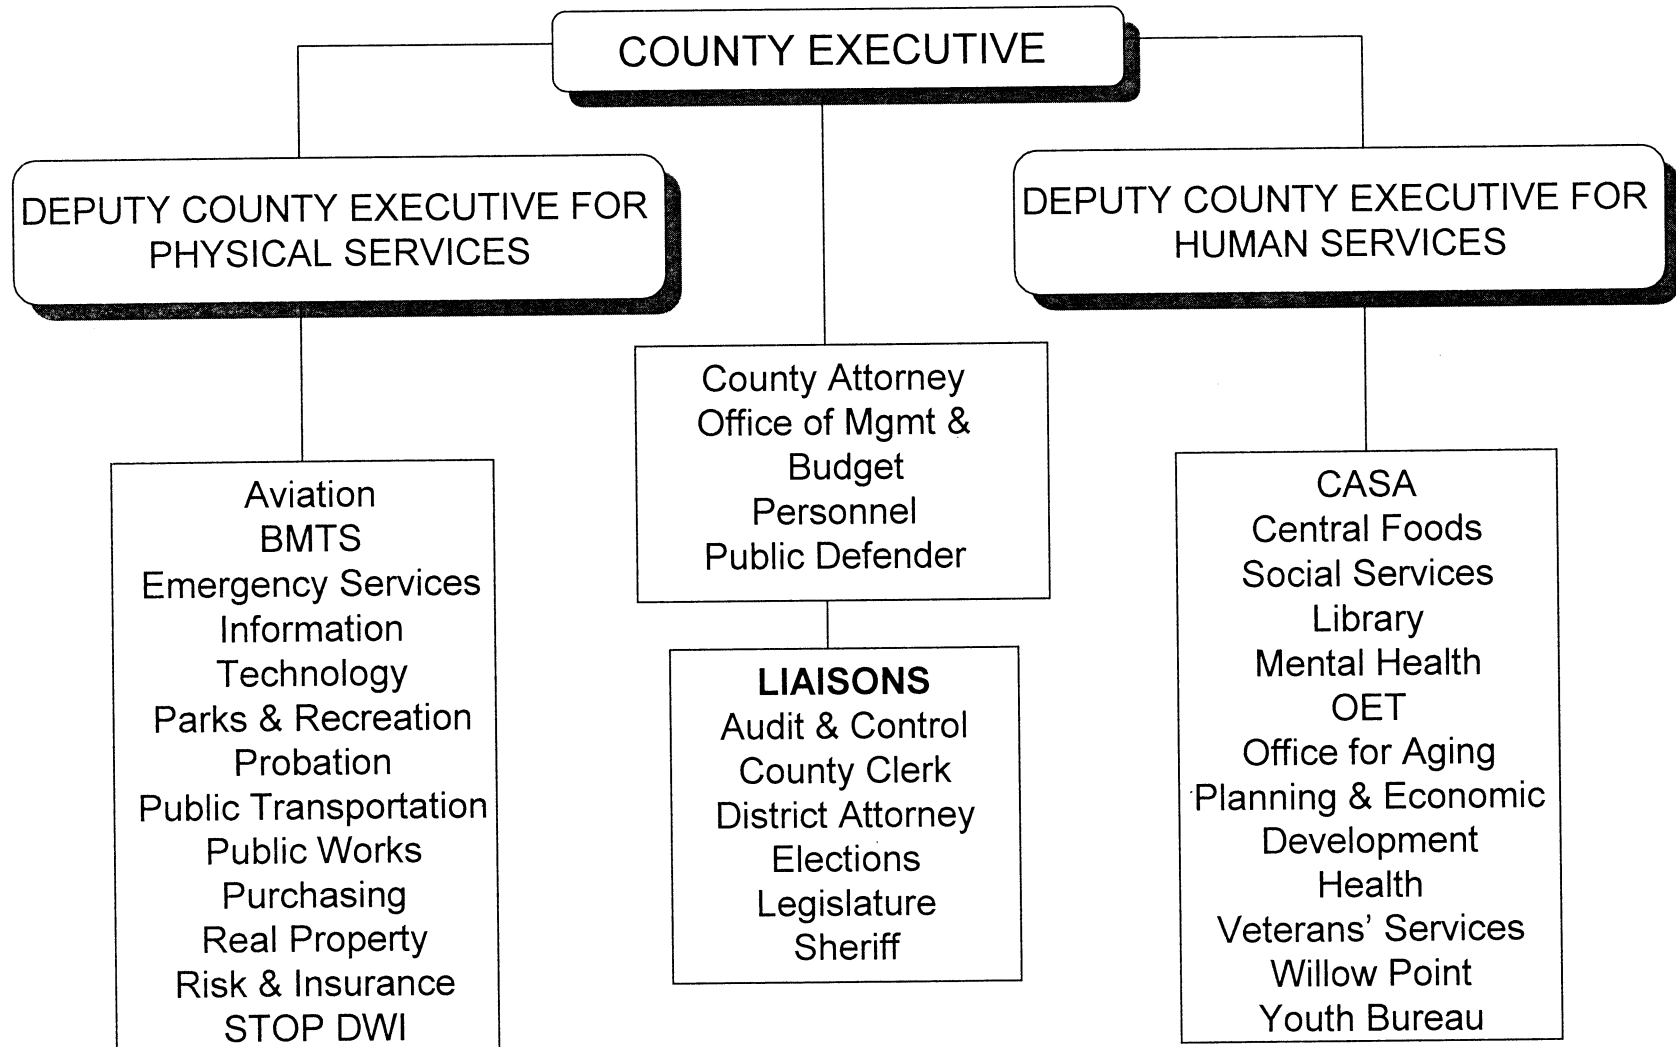 COUNTY EXECUTIVE
DEPUTY COUNTY EXECUTIVE FOR
PHYSICAL SERVICES
DEPUTY COUNTY EXECUTIVE FOR
HUMAN SERVICES
County Attorney
Office of Mgmt &
Budget
Personnel
Public Defender
LIAISONS
Audit & Control
County Clerk
District Attorney
Elections
Legislature
Sheriff
Aviation
BMTS
Emergency Services
Information
Technology
Parks & Recreation
Probation
Public Transportation
Public Works
Purchasing
Real Property
Risk & Insurance
STOP DWI
CASA
Central Foods
Social Services
Library
Mental Health
OET
Office for Aging
Planning & Economic
Development
Health
Veterans’ Services
Willow Point
Youth Bureau